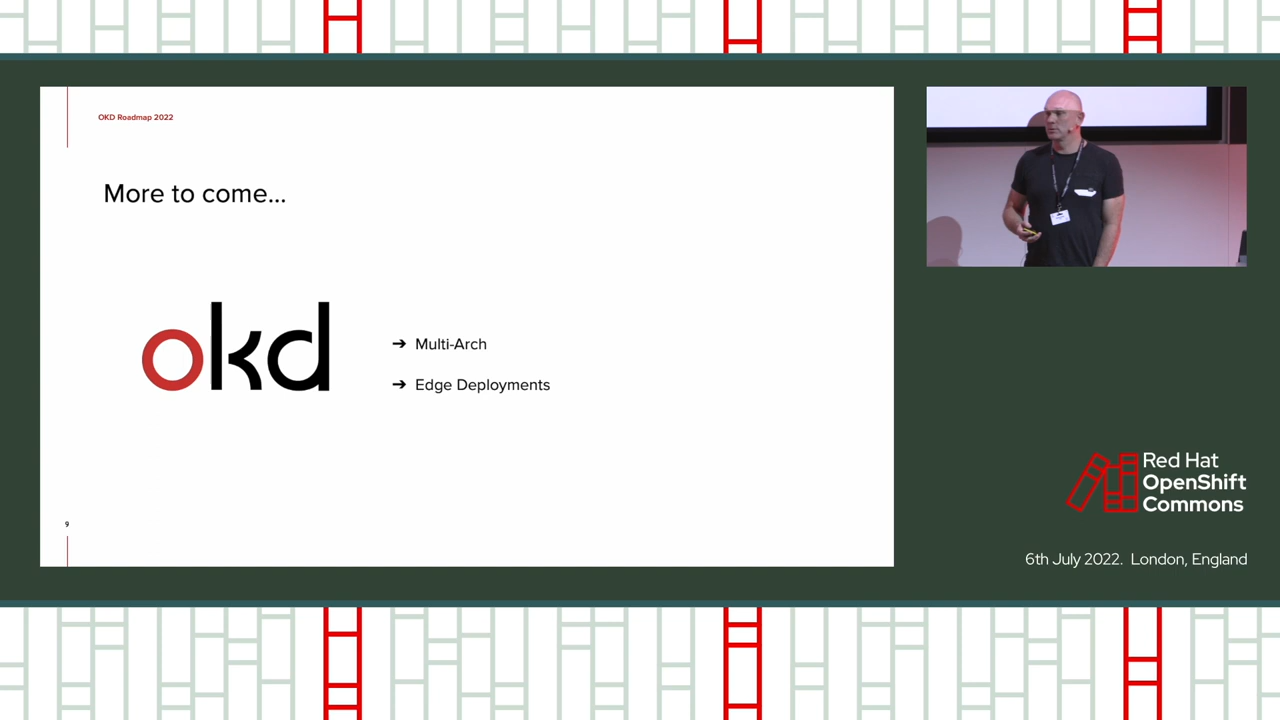 OKD Roadmap 2022
More to come...
okd
➔ Multi-Arch
➔ Edge Deployments
9
Red Hat
OpenShift
Commons
6th July 2022. London, England